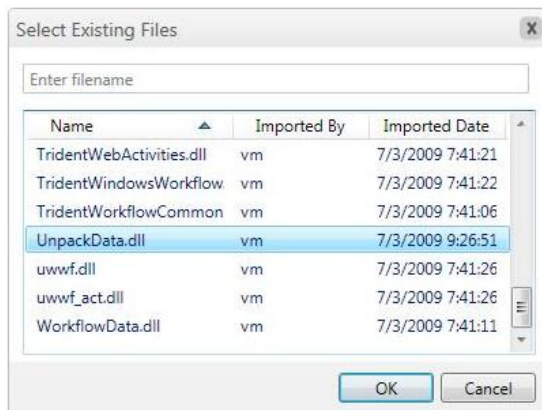 Select Existing Files
Enter filename
Name Imported By Imported Date
TridentWebActivities.dll vm 7/3/2009 7:41:21
TridentWindowsWorkflow. vm 7/3/2009 7:41:22
TridentWorkflowCommon vm 7/3/2009 7:41:06
UnpackData.dll vm 7/3/2009 9:26:51
uwwf.dll vm 7/3/2009 7:41:26
uwwf_act.dll vm 7/3/2009 7:41:26
WorkflowData.dll vm 7/3/2009 7:41:11
OK Cancel